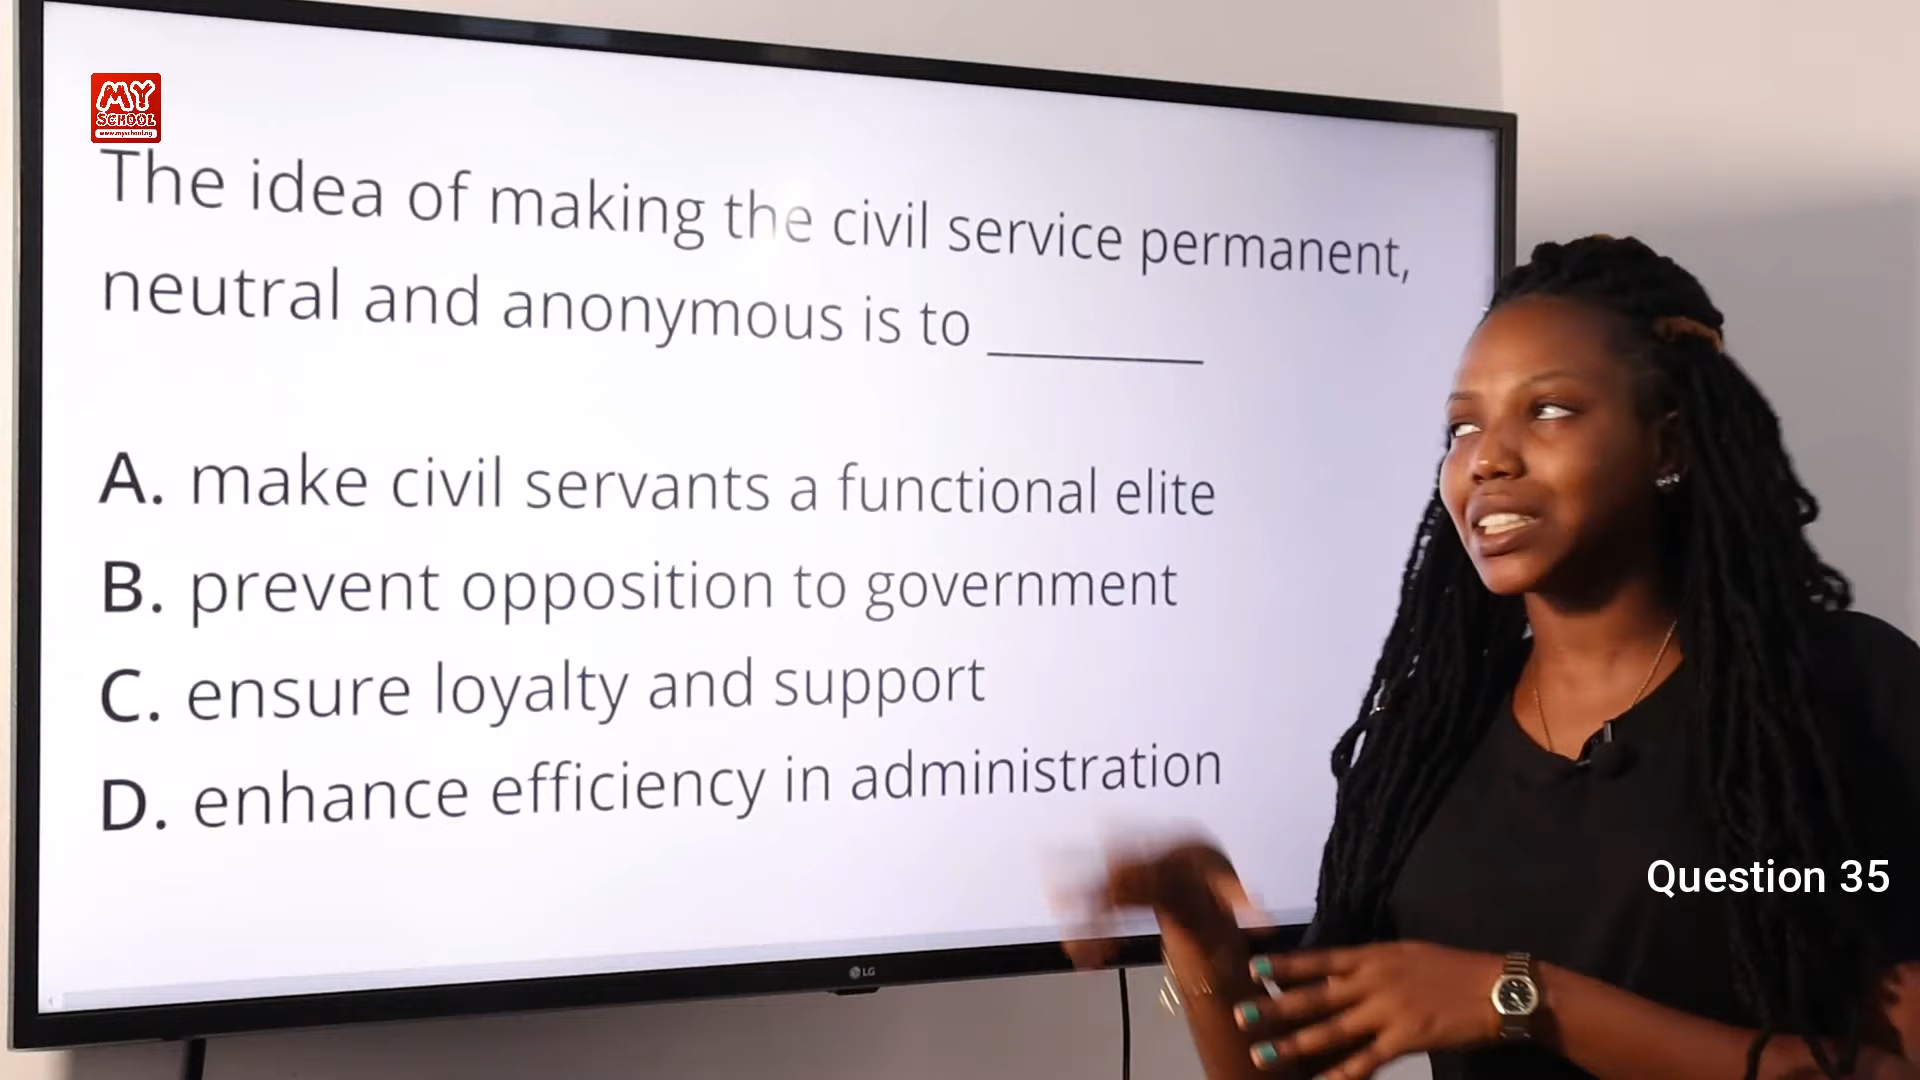 MY
SCHOOL
www.myschool.ng
The idea of making the civil service permanent,
neutral and anonymous is to ________
A. make civil servants a functional elite
B. prevent opposition to government
C. ensure loyalty and support
D. enhance efficiency in administration
Question 35
LG